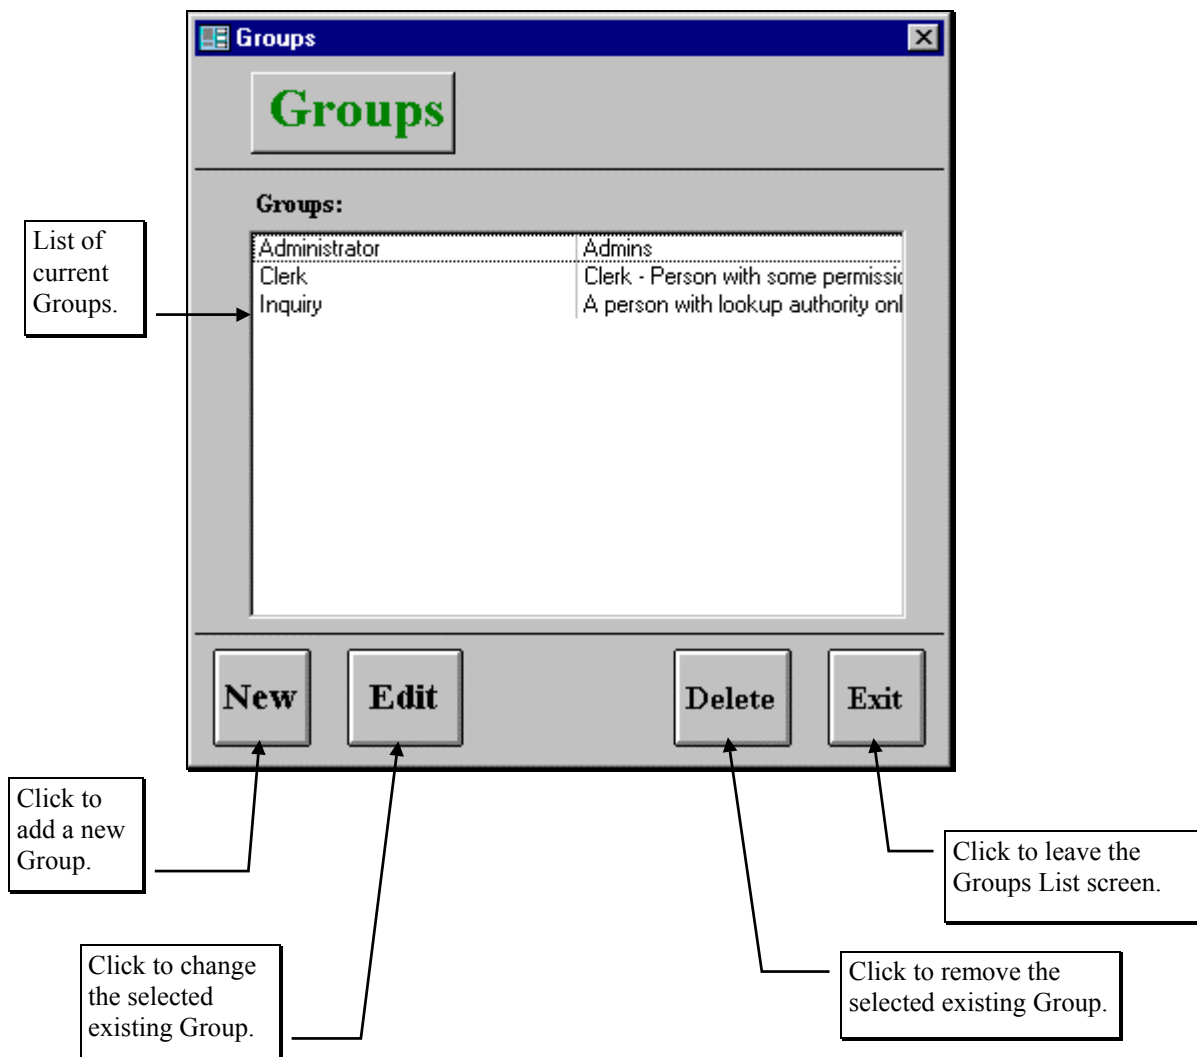 Groups
Groups
Groups:
Administrator Admins
Clerk Clerk - Person with some permissic
Inquiry A person with lookup authority onl
List of
current
Groups.
New Edit Delete Exit
Click to
add a new
Group.
Click to leave the
Groups List screen.
Click to change
the selected
existing Group.
Click to remove the
selected existing Group.